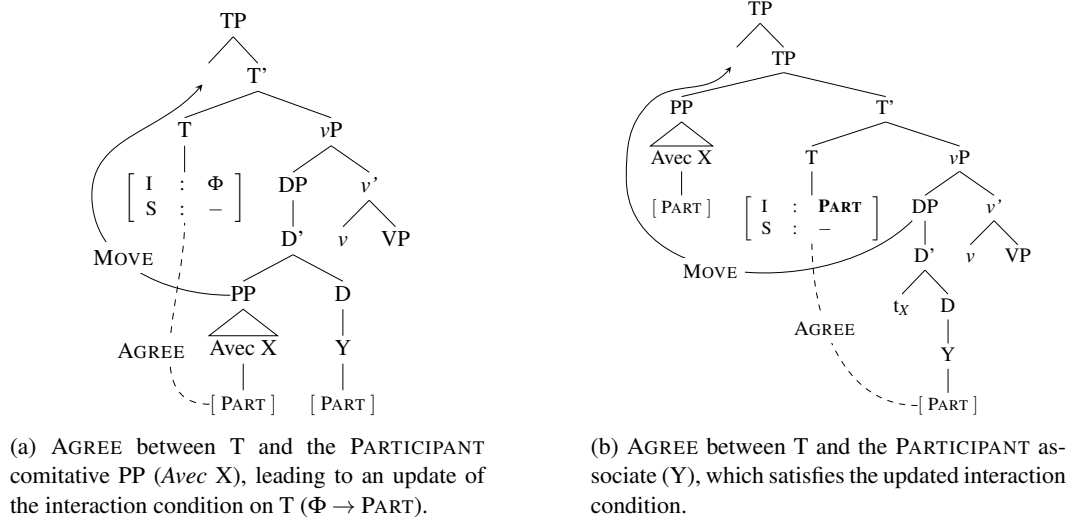 TP
T’
T
vP
[ I : Φ
S : – ]
DP
v’
D’
v
VP
MOVE
PP
D
AGREE
Avec X
Y
[ PART ]
[ PART ]
(a) AGREE between T and the PARTICIPANT
comitative PP (Avec X), leading to an update of
the interaction condition on T (Φ → PART).
TP
TP
PP
T’
Avec X
T
vP
[ PART ]
[ I : PART
S : – ]
DP
v’
MOVE
D’
v
VP
tX
D
AGREE
Y
[ PART ]
(b) AGREE between T and the PARTICIPANT as-
sociate (Y), which satisfies the updated interaction
condition.